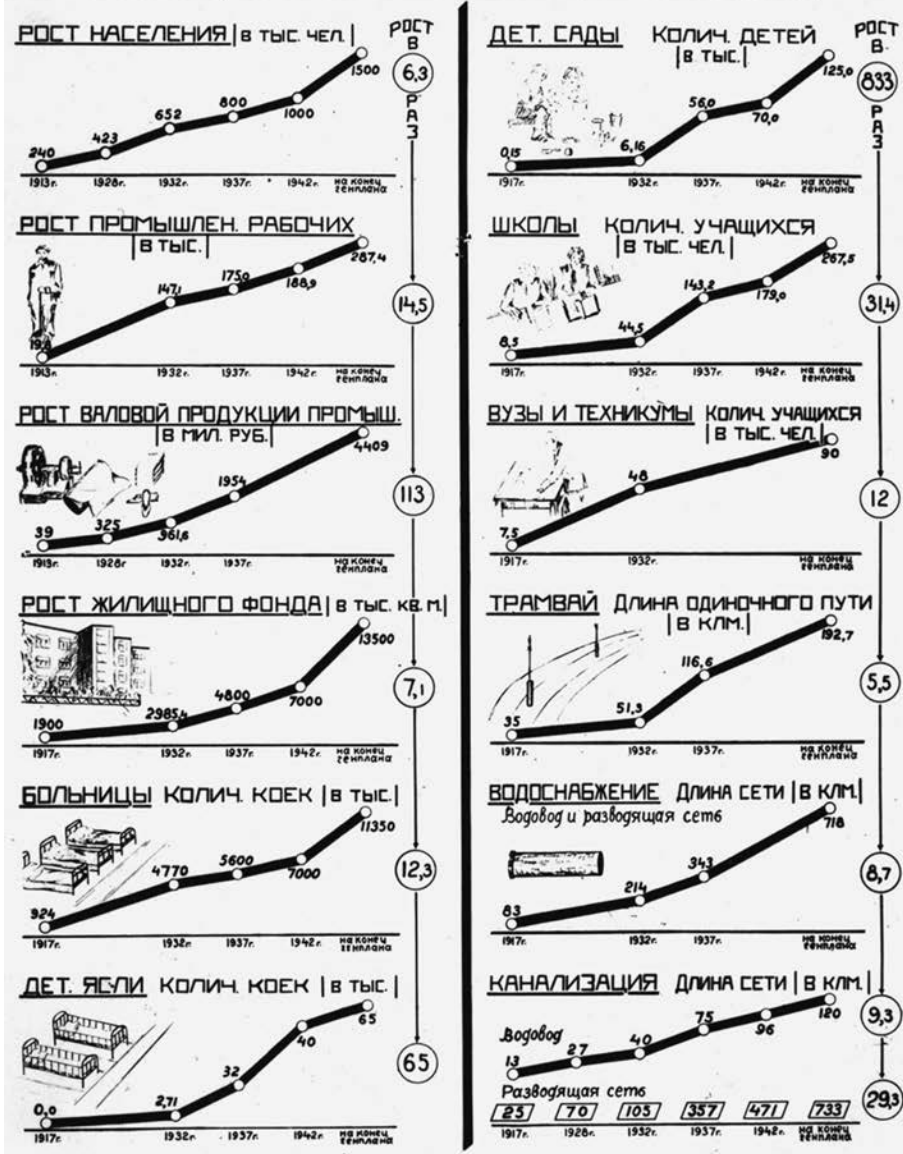 РОСТ НАСЕЛЕНИЯ |В ТЫС. ЧЕЛ.|
240 423 652 800 1000 1500
1913г. 1928г. 1932г. 1937г. 1942г. на конец генплана
РОСТ ПРОМЫШЛЕН. РАБОЧИХ
|В ТЫС.|
147,1 175,0 188,9 287,4
1913г. 1932г. 1937г. 1942г. на конец генплана
РОСТ ВАЛОВОЙ ПРОДУКЦИИ ПРОМЫШ.
|В МИЛ. РУБ.|
39 325 961,6 1954 4409
1913г. 1928г 1932г. 1937г. на конец генплана
РОСТ ЖИЛИЩНОГО ФОНДА |В ТЫС. КВ. М.|
1900 2985,4 4800 7000 13500
1917г. 1932г. 1937г. 1942г. на конец генплана
БОЛЬНИЦЫ КОЛИЧ. КОЕК |В ТЫС.|
924 4770 5600 7000 11350
1917г. 1932г. 1937г. 1942г. на конец генплана
ДЕТ. ЯСЛИ КОЛИЧ. КОЕК |В ТЫС.|
0,0 2,71 32 40 65
1917г. 1932г. 1937г. 1942г. на конец генплана
РОСТ
В
6,3
РАЗ
14,5
113
7,1
12,3
65
ДЕТ. САДЫ КОЛИЧ. ДЕТЕЙ
|В ТЫС.|
0,15 6,16 56,0 70,0 125,0
1917г. 1932г. 1937г. 1942г. на конец генплана
ШКОЛЫ КОЛИЧ. УЧАЩИХСЯ
|В ТЫС. ЧЕЛ.|
8,5 44,5 143,2 179,0 267,5
1917г. 1932г. 1937г. 1942г. на конец генплана
ВУЗЫ И ТЕХНИКУМЫ КОЛИЧ. УЧАЩИХСЯ
|В ТЫС. ЧЕЛ.|
7,5 48 90
1917г. 1932г. на конец генплана
ТРАМВАЙ ДЛИНА ОДИНОЧНОГО ПУТИ
|В КЛМ.|
35 51,3 116,6 192,7
1917г. 1932г. 1937г. на конец генплана
ВОДОСНАБЖЕНИЕ ДЛИНА СЕТИ |В КЛМ.|
Водовод и разводящая сеть
83 214 343 718
1917г. 1932г. 1937г. на конец генплана
КАНАЛИЗАЦИЯ ДЛИНА СЕТИ |В КЛМ.|
Водовод
13 27 40 75 96 120
Разводящая сеть
25 70 105 357 471 733
1917г. 1928г. 1932г. 1937г. 1942г. на конец генплана
РОСТ
В
833
РАЗ
31,4
12
5,5
8,7
9,3
29,3